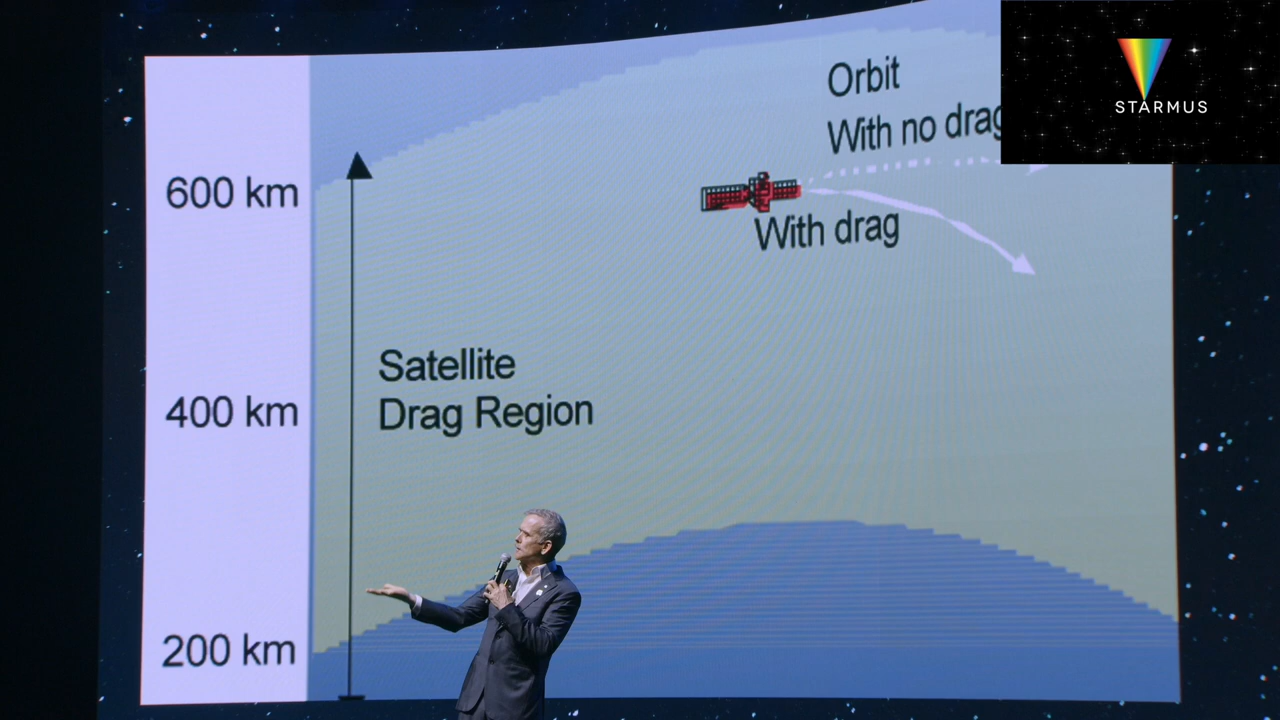 STARMUS
Orbit
With no drag
600 km
With drag
Satellite
Drag Region
400 km
200 km